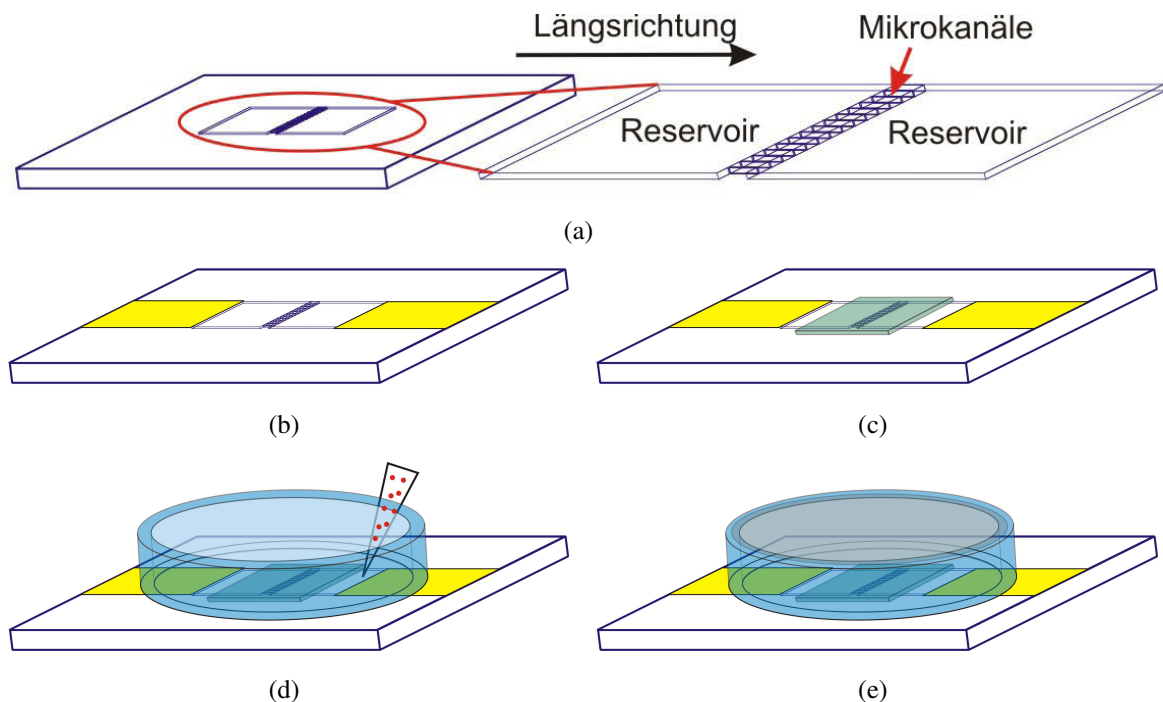 Längsrichtung
Mikrokanäle
Reservoir
Reservoir
(a)
(b)
(c)
(d)
(e)